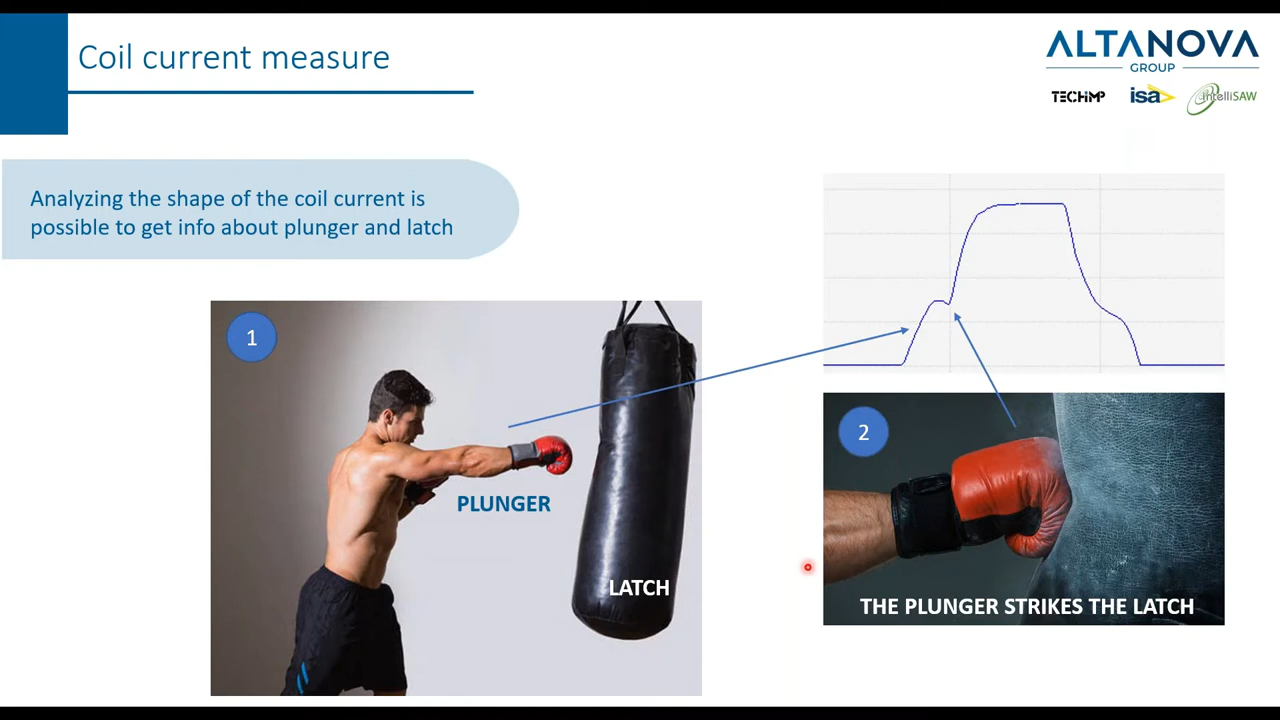 Coil current measure
ALTANOVA
GROUP
TECHIMP
isa
intelliSAW
Analyzing the shape of the coil current is
possible to get info about plunger and latch
1
PLUNGER
LATCH
2
THE PLUNGER STRIKES THE LATCH